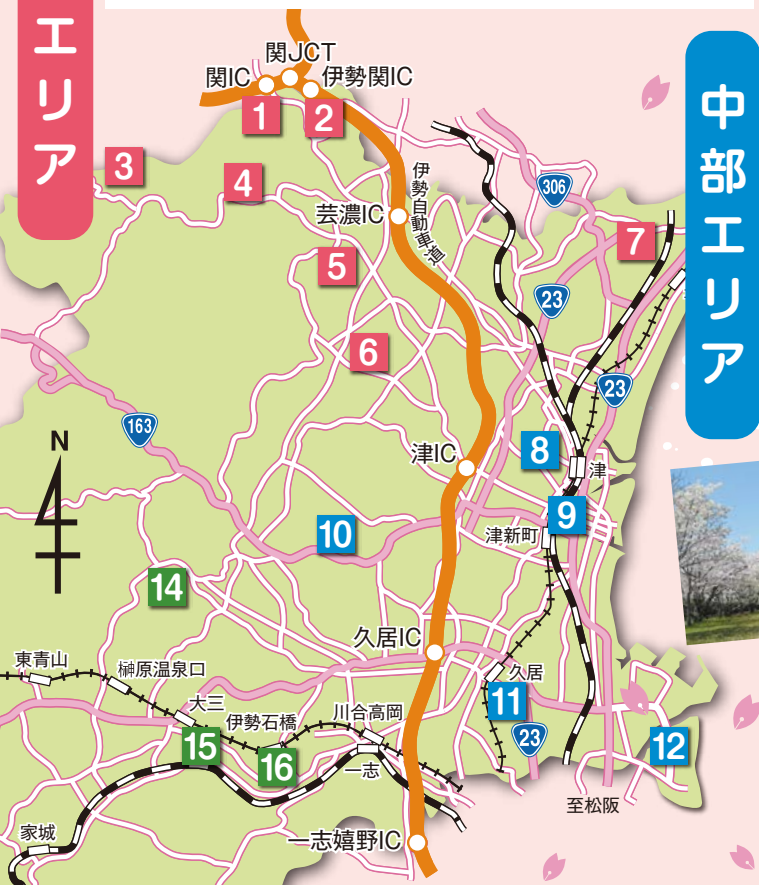 エリア
中部エリア
関JCT
関IC
伊勢関IC
1
2
3
4
芸濃IC
伊勢自動車道
306
7
5
23
6
23
163
N
津IC
8
津
9
津新町
10
14
久居IC
東青山
榊原温泉口
久居
大三
11
伊勢石橋
川合高岡
23
15
12
16
一志
至松阪
家城
一志嬉野IC